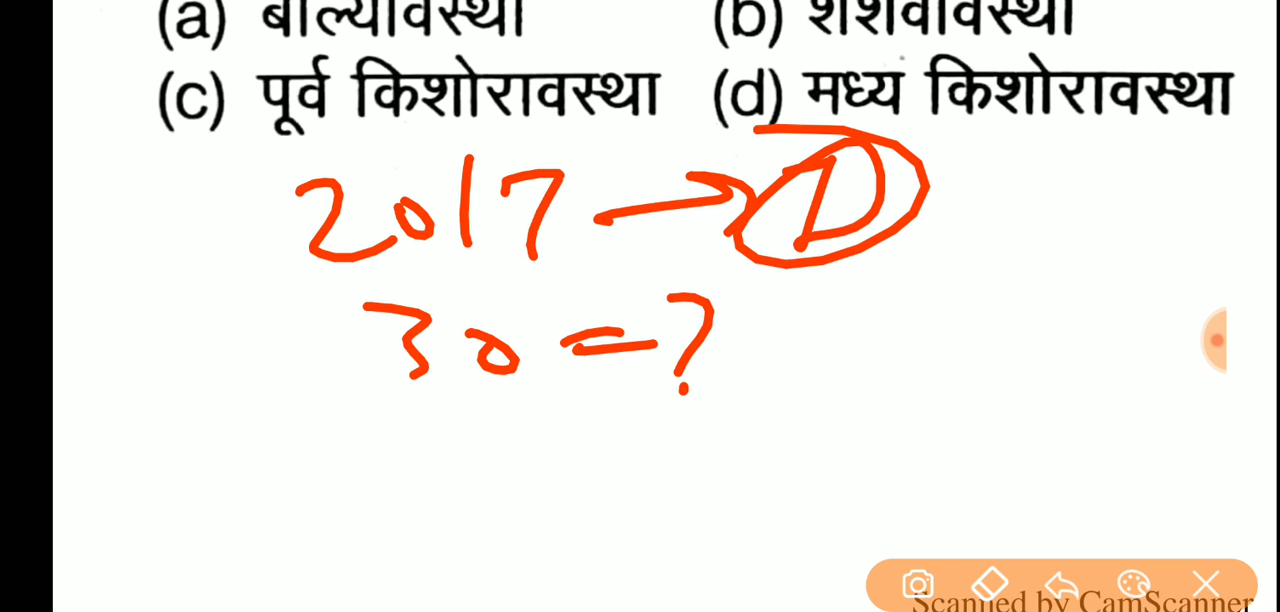 (a) बाल्यावस्था (b) शैशवावस्था
(c) पूर्व किशोरावस्था (d) मध्य किशोरावस्था
2017 → D
30 = ?
Scanned by CamScanner